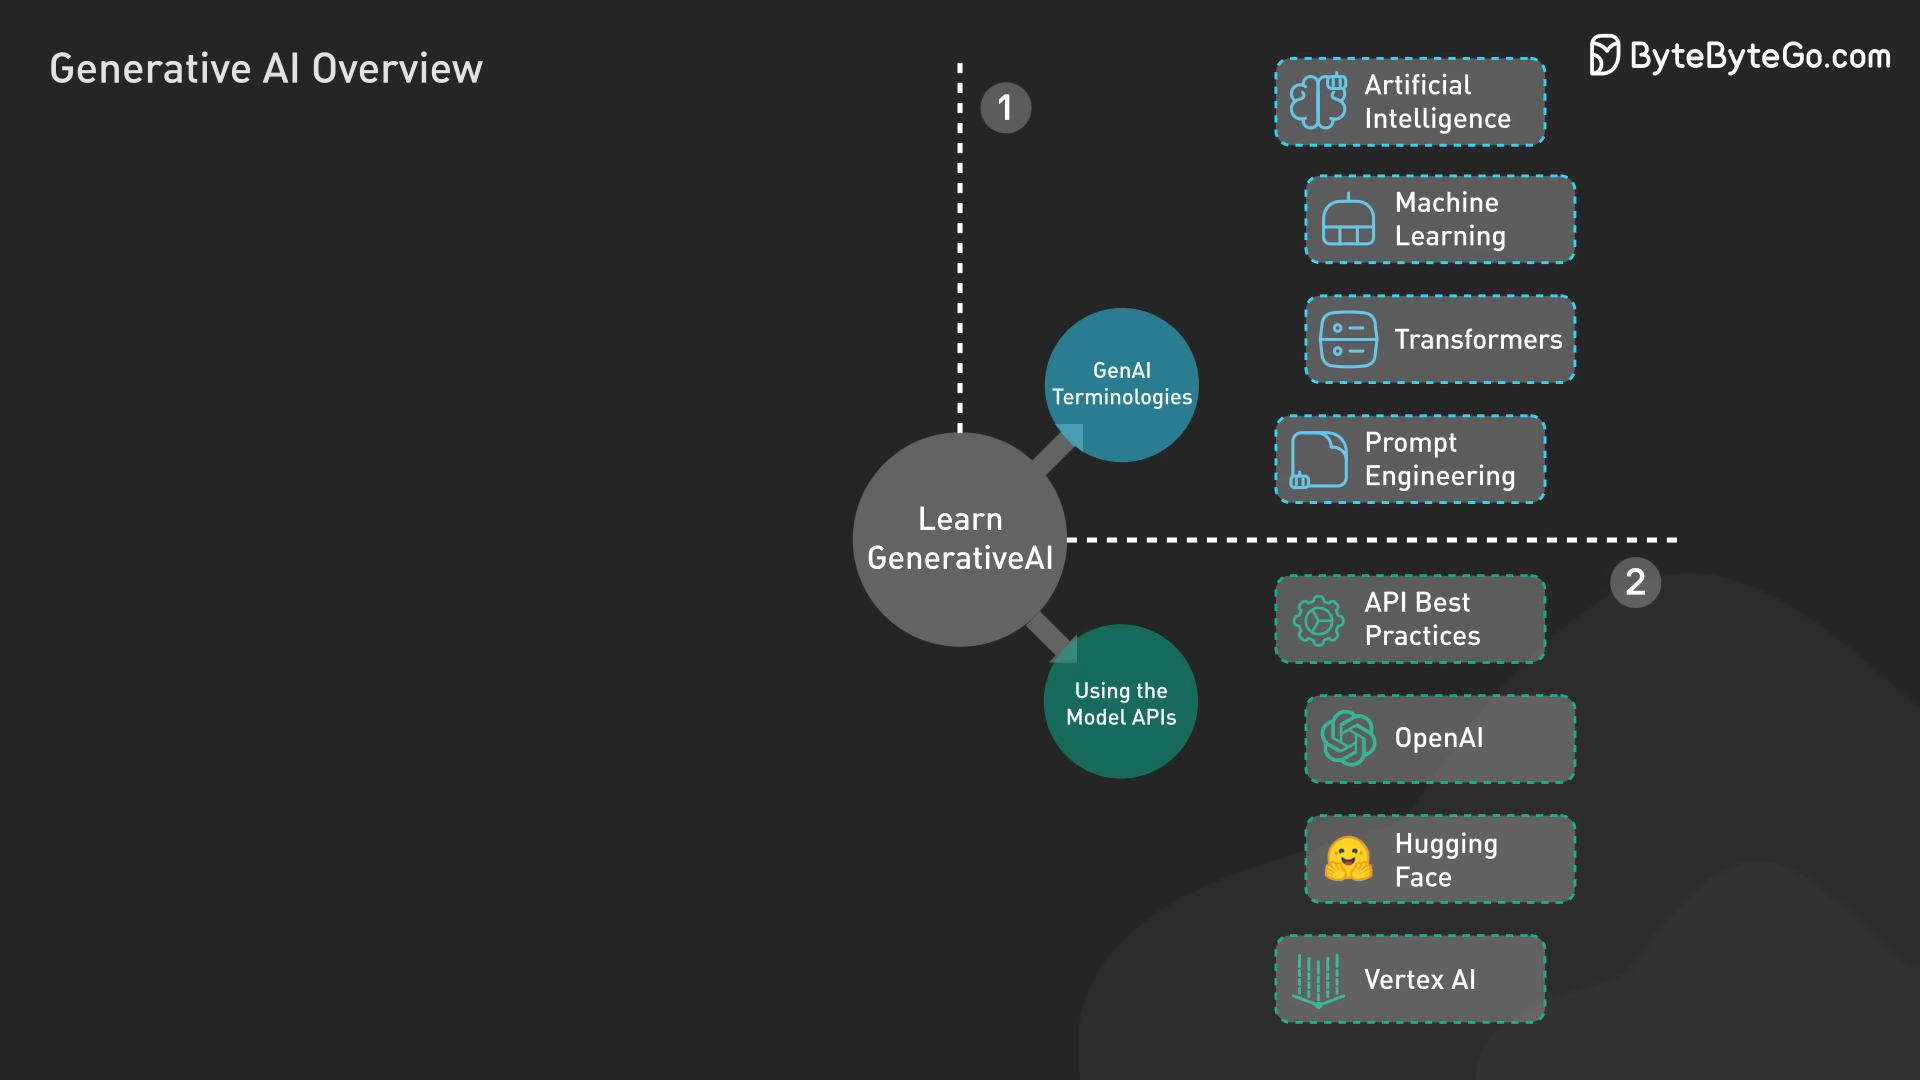 Generative AI Overview
ByteByteGo.com
1
Artificial
Intelligence
Machine
Learning
Transformers
Prompt
Engineering
GenAI
Terminologies
Learn
GenerativeAI
2
API Best
Practices
OpenAI
Hugging
Face
Vertex AI
Using the
Model APIs